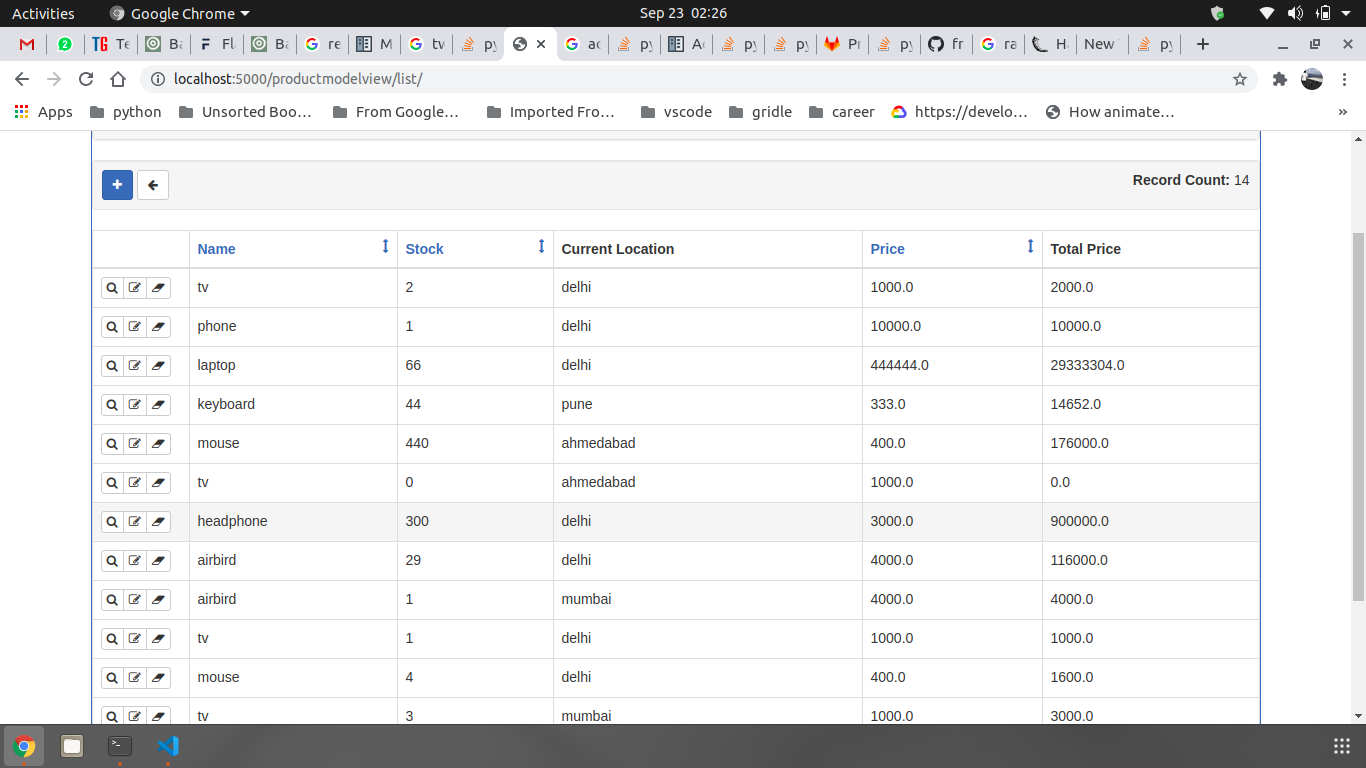 Activities Google Chrome Sep 23 02:26
2 TG Te Ba F Fl Ba re M tv py ac py Ac py py Pr py fr ra H New py
localhost:5000/productmodelview/list/
Apps python Unsorted Boo… From Google… Imported Fro… vscode gridle career https://develo… How animate… »
Record Count: 14
Name Stock Current Location Price Total Price
tv 2 delhi 1000.0 2000.0
phone 1 delhi 10000.0 10000.0
laptop 66 delhi 444444.0 29333304.0
keyboard 44 pune 333.0 14652.0
mouse 440 ahmedabad 400.0 176000.0
tv 0 ahmedabad 1000.0 0.0
headphone 300 delhi 3000.0 900000.0
airbird 29 delhi 4000.0 116000.0
airbird 1 mumbai 4000.0 4000.0
tv 1 delhi 1000.0 1000.0
mouse 4 delhi 400.0 1600.0
tv 3 mumbai 1000.0 3000.0